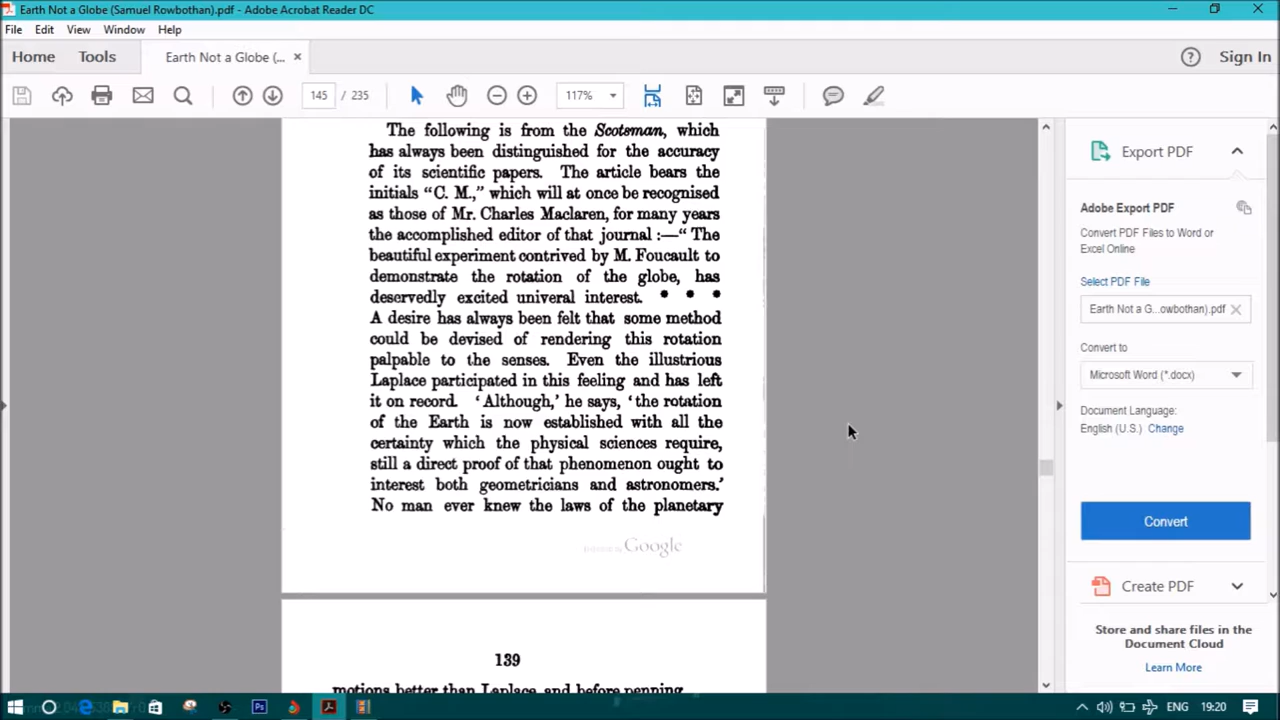 Earth Not a Globe (Samuel Rowbothan).pdf - Adobe Acrobat Reader DC
File Edit View Window Help
Home Tools Earth Not a Globe (... × Sign In
145 / 235 117%
The following is from the Scotsman, which
has always been distinguished for the accuracy
of its scientific papers. The article bears the
initials “C. M.,” which will at once be recognised
as those of Mr. Charles Maclaren, for many years
the accomplished editor of that journal :—“ The
beautiful experiment contrived by M. Foucault to
demonstrate the rotation of the globe, has
deservedly excited univeral interest. * * *
A desire has always been felt that some method
could be devised of rendering this rotation
palpable to the senses. Even the illustrious
Laplace participated in this feeling and has left
it on record. ‘Although,’ he says, ‘the rotation
of the Earth is now established with all the
certainty which the physical sciences require,
still a direct proof of that phenomenon ought to
interest both geometricians and astronomers.’
No man ever knew the laws of the planetary
Google
139
motions better than Laplace, and before penning
Export PDF
Adobe Export PDF
Convert PDF Files to Word or
Excel Online
Select PDF File
Earth Not a G...owbothan).pdf ×
Convert to
Microsoft Word (*.docx)
Document Language:
English (U.S.) Change
Convert
Create PDF
Store and share files in the
Document Cloud
Learn More
ENG 19:20